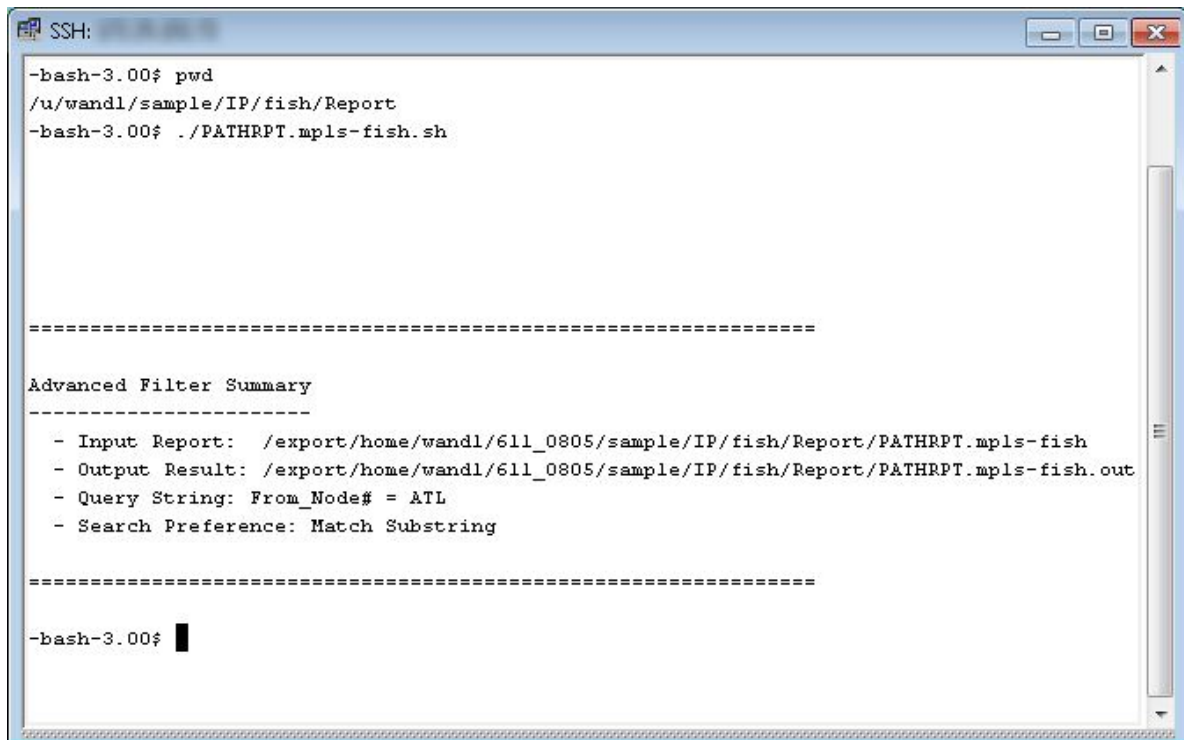 SSH:
-bash-3.00$ pwd
/u/wandl/sample/IP/fish/Report
-bash-3.00$ ./PATHRPT.mpls-fish.sh
================================================================
Advanced Filter Summary
-----------------------
- Input Report:  /export/home/wandl/611_0805/sample/IP/fish/Report/PATHRPT.mpls-fish
- Output Result: /export/home/wandl/611_0805/sample/IP/fish/Report/PATHRPT.mpls-fish.out
- Query String: From_Node# = ATL
- Search Preference: Match Substring
================================================================
-bash-3.00$